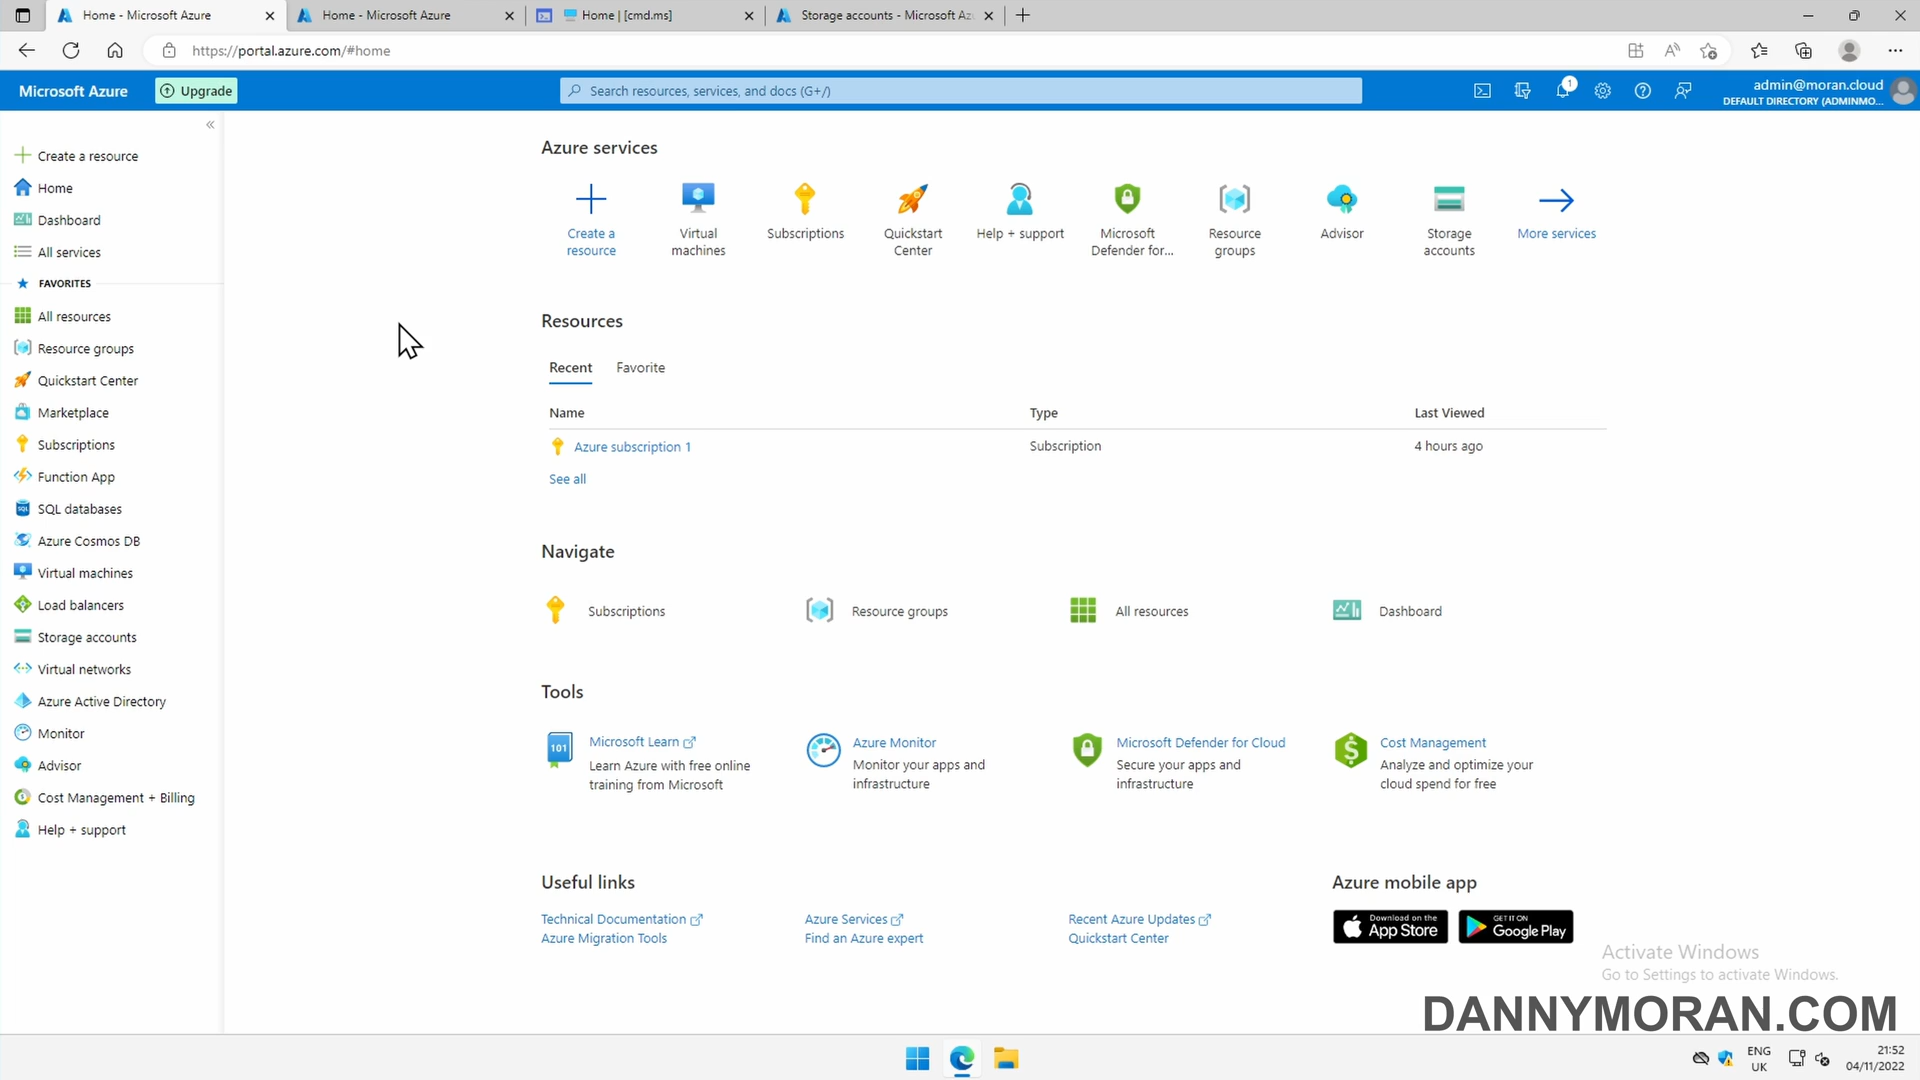 Home - Microsoft Azure
Home - Microsoft Azure
Home | [cmd.ms]
Storage accounts - Microsoft Az
https://portal.azure.com/#home
Microsoft Azure
Upgrade
Search resources, services, and docs (G+/)
1
admin@moran.cloud
DEFAULT DIRECTORY (ADMINMO...
Create a resource
Home
Dashboard
All services
FAVORITES
All resources
Resource groups
Quickstart Center
Marketplace
Subscriptions
Function App
SQL databases
Azure Cosmos DB
Virtual machines
Load balancers
Storage accounts
Virtual networks
Azure Active Directory
Monitor
Advisor
Cost Management + Billing
Help + support
Azure services
Create a
resource
Virtual
machines
Subscriptions
Quickstart
Center
Help + support
Microsoft
Defender for...
Resource
groups
Advisor
Storage
accounts
More services
Resources
Recent
Favorite
Name
Type
Last Viewed
Azure subscription 1
Subscription
4 hours ago
See all
Navigate
Subscriptions
Resource groups
All resources
Dashboard
Tools
101
Microsoft Learn
Learn Azure with free online
training from Microsoft
Azure Monitor
Monitor your apps and
infrastructure
Microsoft Defender for Cloud
Secure your apps and
infrastructure
Cost Management
Analyze and optimize your
cloud spend for free
Useful links
Technical Documentation
Azure Migration Tools
Azure Services
Find an Azure expert
Recent Azure Updates
Quickstart Center
Azure mobile app
Download on the
App Store
GET IT ON
Google Play
Activate Windows
Go to Settings to activate Windows.
DANNYMORAN.COM
ENG
UK
21:52
04/11/2022